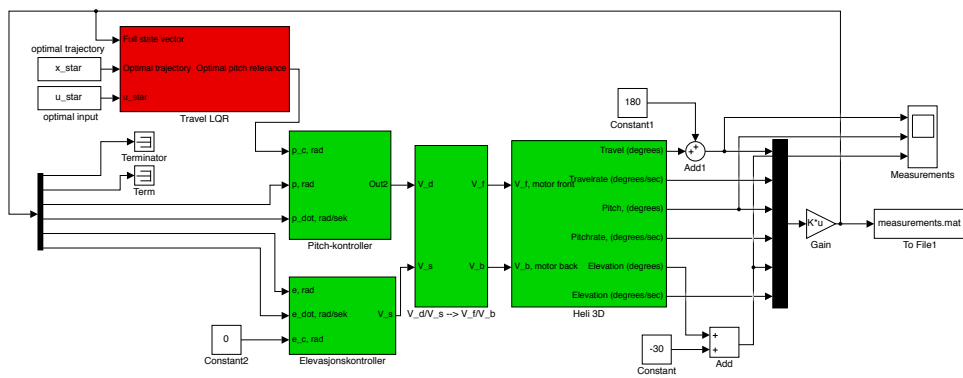 optimal trajectory
x_star
u_star
optimal input
Full state vector
Optimal trajectory
Optimal pitch referance
u_star
Travel LQR
Terminator
Term
p_c, rad
p, rad
Out2
p_dot, rad/sek
Pitch-kontroller
e, rad
e_dot, rad/sek
V_s
e_c, rad
Elevasjonskontroller
0
Constant2
V_d
V_f
V_s
V_b
V_d/V_s --> V_f/V_b
V_f, motor front
V_b, motor back
Travel (degrees)
Travelrate (degrees/sec)
Pitch, (degrees)
Pitchrate, (degrees/sec)
Elevation (degrees)
Elevation (degrees/sec)
Heli 3D
180
Constant1
+
+
Add1
-30
Constant
+
+
Add
K*u
Gain
Measurements
measurements.mat
To File1